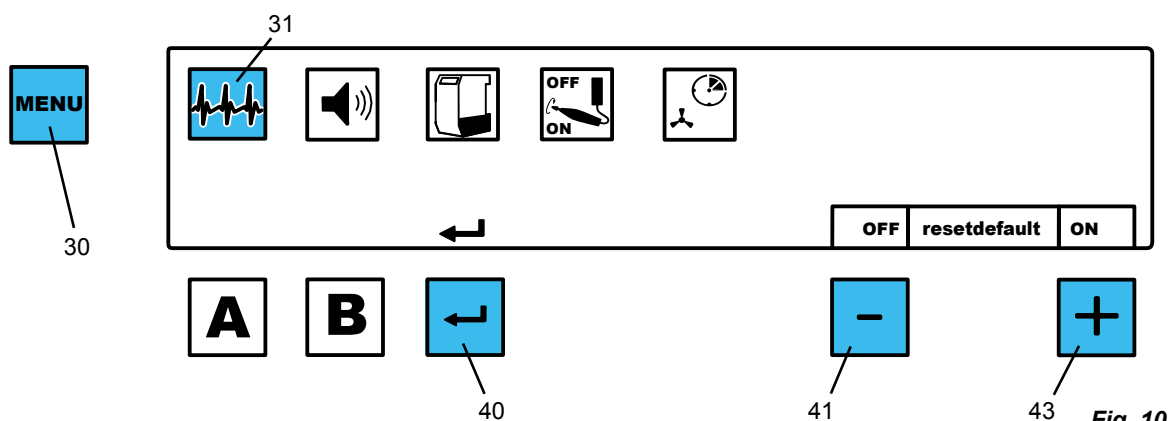 31
MENU
OFF
ON
30
OFF resetdefault ON
A B - +
40 41 43 Fig. 10